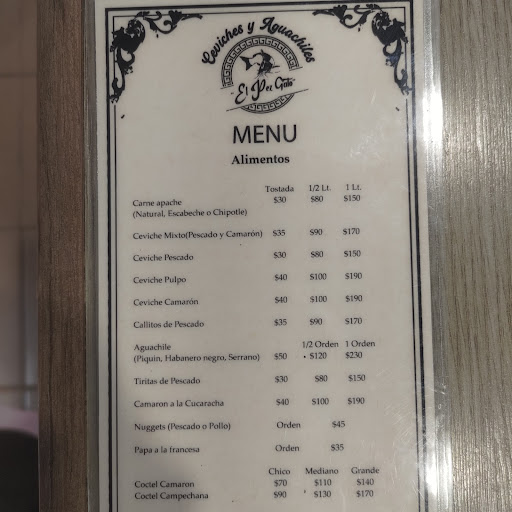 Ceviches y Aguachiles
El Pez Gato
MENU
Alimentos
Tostada 1/2 Lt. 1 Lt.
Carne apache $30 $80 $150
(Natural, Escabeche o Chipotle)
Ceviche Mixto(Pescado y Camarón) $35 $90 $170
Ceviche Pescado $30 $80 $150
Ceviche Pulpo $40 $100 $190
Ceviche Camarón $40 $100 $190
Callitos de Pescado $35 $90 $170
Aguachile 1/2 Orden 1 Orden
(Piquin, Habanero negro, Serrano) $50 $120 $230
Tiritas de Pescado $30 $80 $150
Camaron a la Cucaracha $40 $100 $190
Nuggets (Pescado o Pollo) Orden $45
Papa a la francesa Orden $35
Chico Mediano Grande
Coctel Camaron $70 $110 $140
Coctel Campechana $90 $130 $170